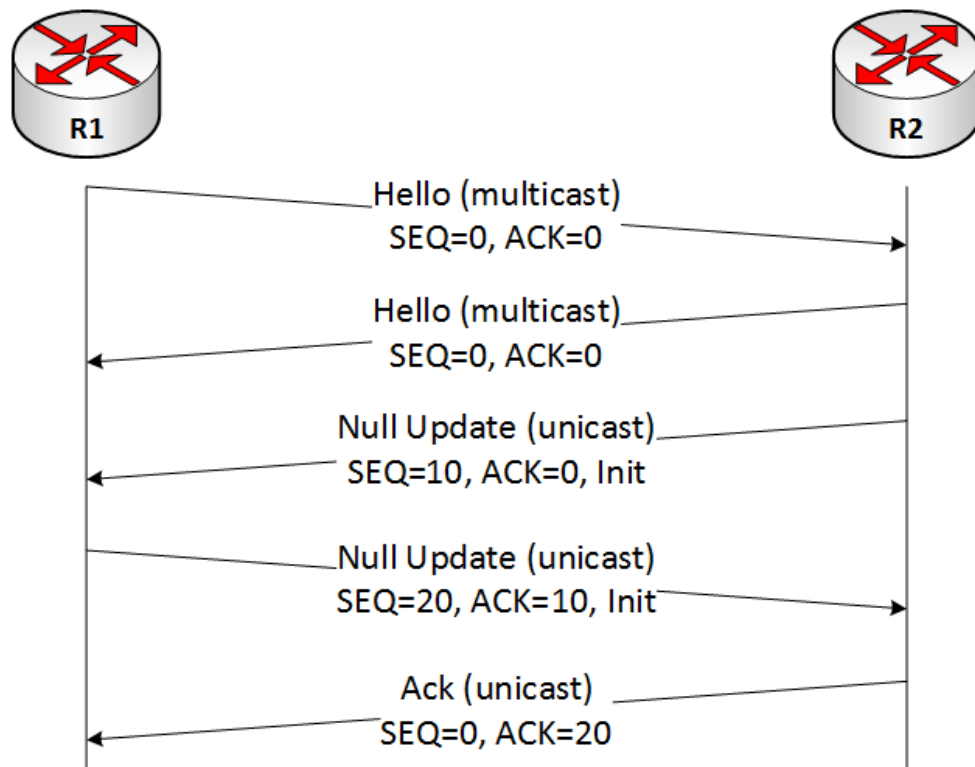 R1
R2
Hello (multicast)
SEQ=0, ACK=0
Hello (multicast)
SEQ=0, ACK=0
Null Update (unicast)
SEQ=10, ACK=0, Init
Null Update (unicast)
SEQ=20, ACK=10, Init
Ack (unicast)
SEQ=0, ACK=20